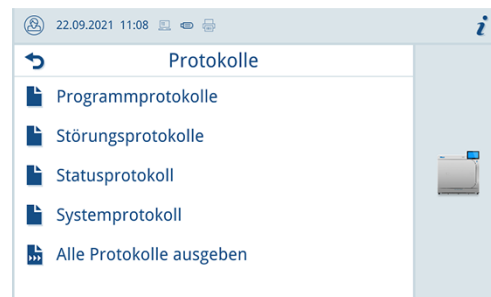 22.09.2021 11:08
i
Protokolle
Programmprotokolle
Störungsprotokolle
Statusprotokoll
Systemprotokoll
Alle Protokolle ausgeben